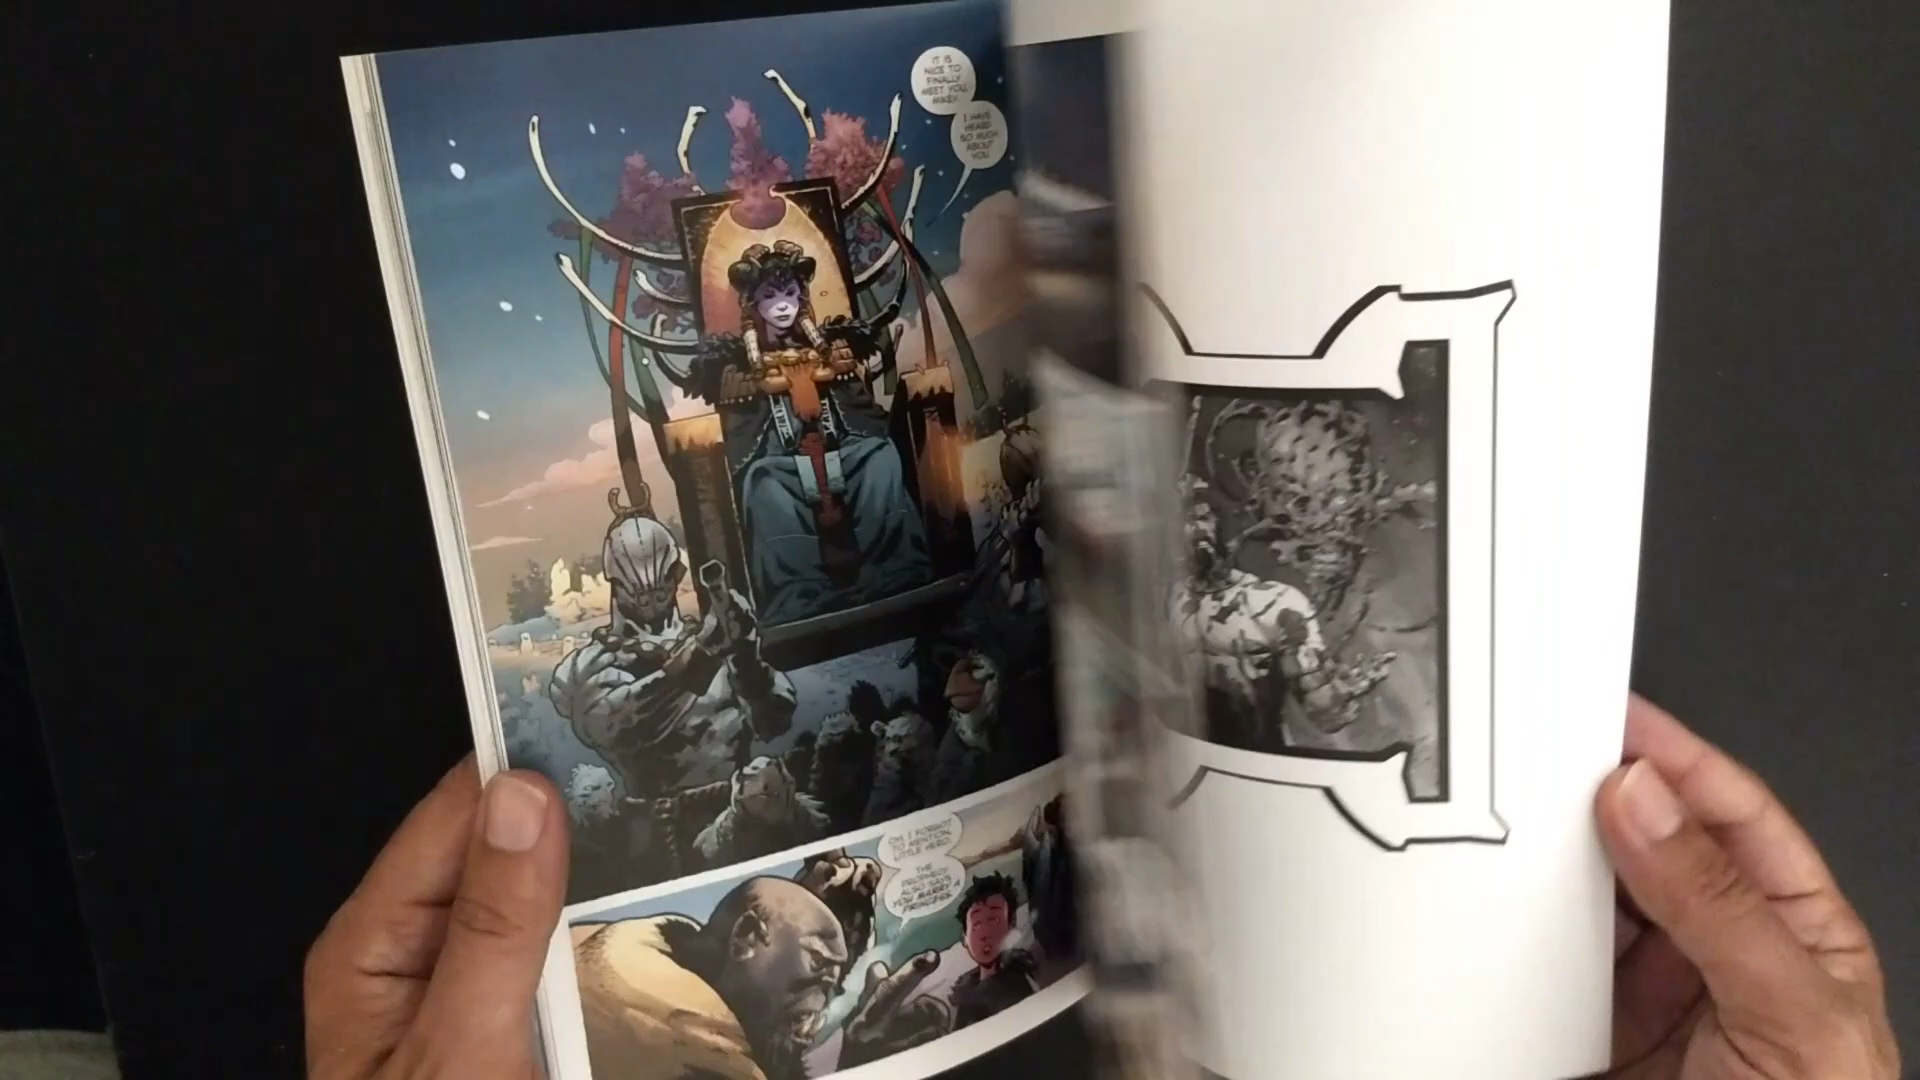 IT IS
NICE TO
FINALLY
MEET YOU,
MIKEY.
I HAVE
HEARD
SO MUCH
ABOUT
YOU.
OH, I FORGOT
TO MENTION,
LITTLE HERO.
THE
PROPHECY
ALSO SAYS
YOU MARRY A
PRINCESS.